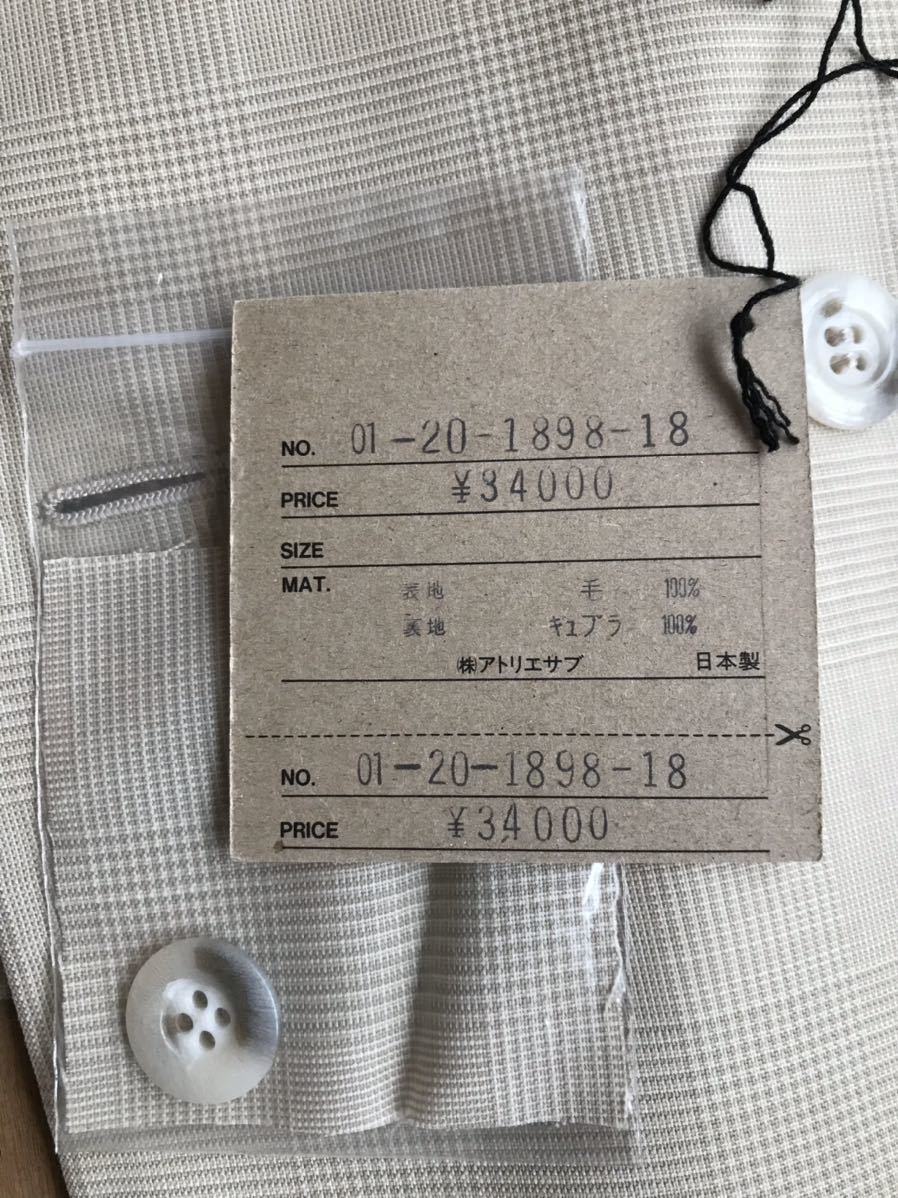 NO. 01-20-1898-18
PRICE ¥34000
SIZE
MAT. 表地 毛 100%
裏地 キュプラ 100%
㈱アトリエサブ 日本製
NO. 01-20-1898-18
PRICE ¥34000